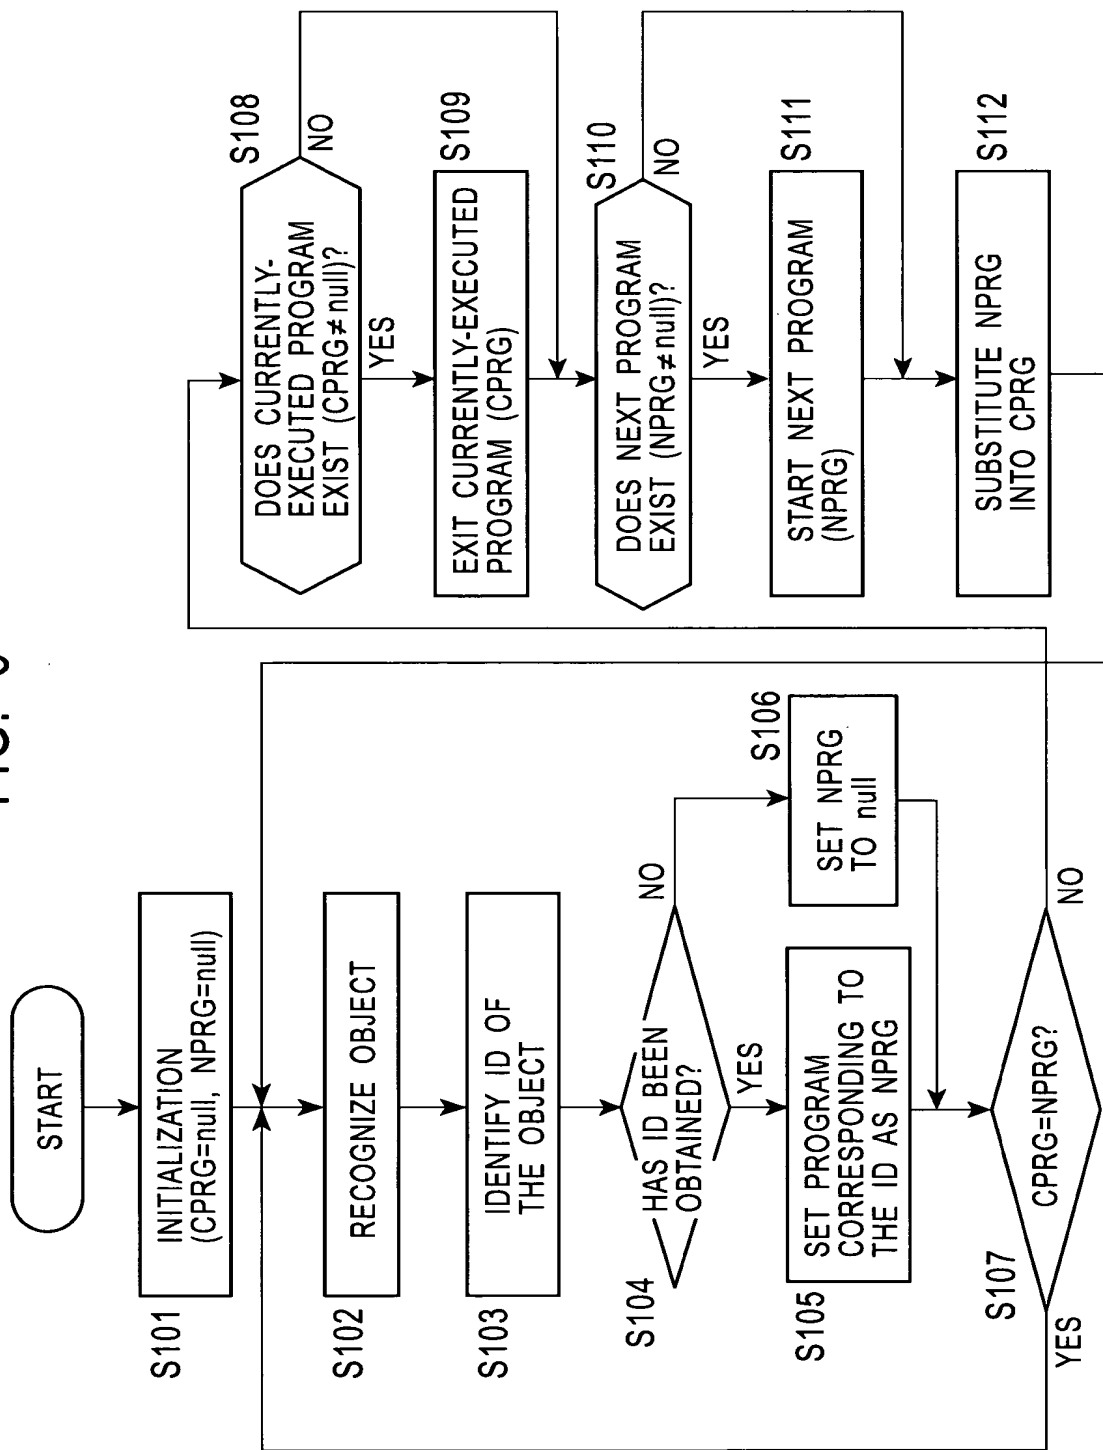 FIG.
START
S101
INITIALIZATION
(CPRG=null, NPRG=null)
S102
RECOGNIZE OBJECT
S103
IDENTIFY ID OF
THE OBJECT
S104
HAS ID BEEN
OBTAINED?
NO
YES
S105
SET PROGRAM
CORRESPONDING TO
THE ID AS NPRG
S106
SET NPRG
TO null
S107
CPRG=NPRG?
YES
NO
S108
DOES CURRENTLY-
EXECUTED PROGRAM
EXIST (CPRG≠null)?
NO
YES
S109
EXIT CURRENTLY-EXECUTED
PROGRAM (CPRG)
S110
DOES NEXT PROGRAM
EXIST (NPRG≠null)?
NO
YES
S111
START NEXT PROGRAM
(NPRG)
S112
SUBSTITUTE NPRG
INTO CPRG